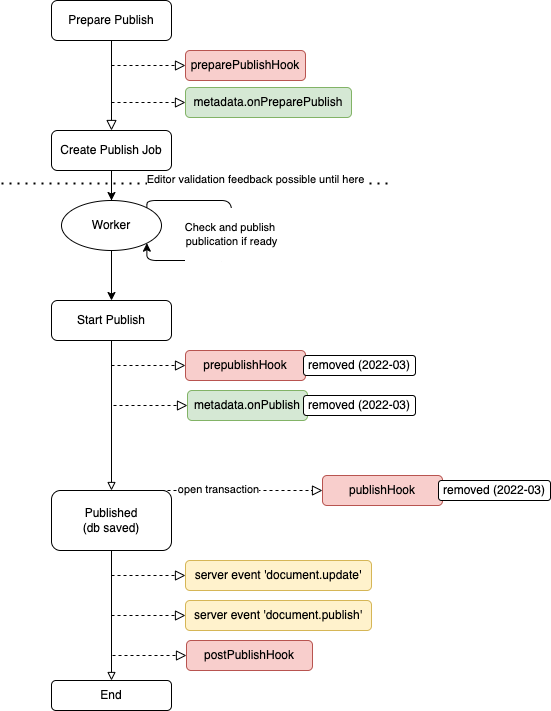 Prepare Publish
preparePublishHook
metadata.onPreparePublish
Create Publish Job
Editor validation feedback possible until here
Worker
Check and publish
publication if ready
Start Publish
prepublishHook
removed (2022-03)
metadata.onPublish
removed (2022-03)
open transaction
publishHook
removed (2022-03)
Published
(db saved)
server event 'document.update'
server event 'document.publish'
postPublishHook
End